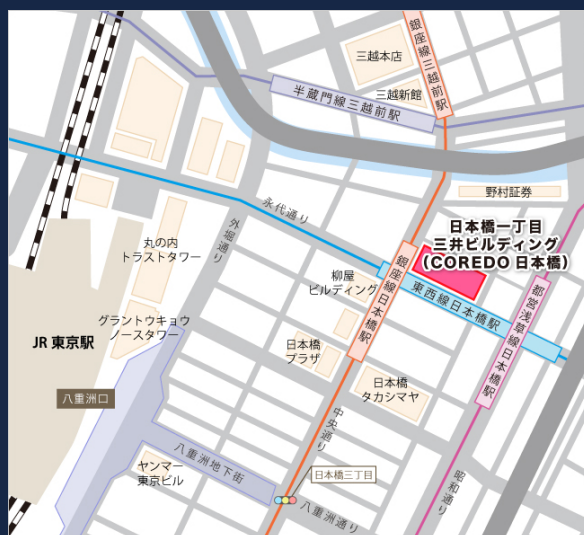 三越本店
銀座線三越前駅
三越新館
半蔵門線三越前駅
野村証券
永代通り
外堀通り
日本橋一丁目
三井ビルディング
(COREDO 日本橋)
丸の内
トラストタワー
柳屋
ビルディング
銀座線日本橋駅
東西線日本橋駅
都営浅草線日本橋駅
グラントウキョウ
ノースタワー
JR 東京駅
日本橋
プラザ
日本橋
タカシマヤ
八重洲口
中央通り
八重洲地下街
ヤンマー
東京ビル
日本橋三丁目
八重洲通り
昭和通り